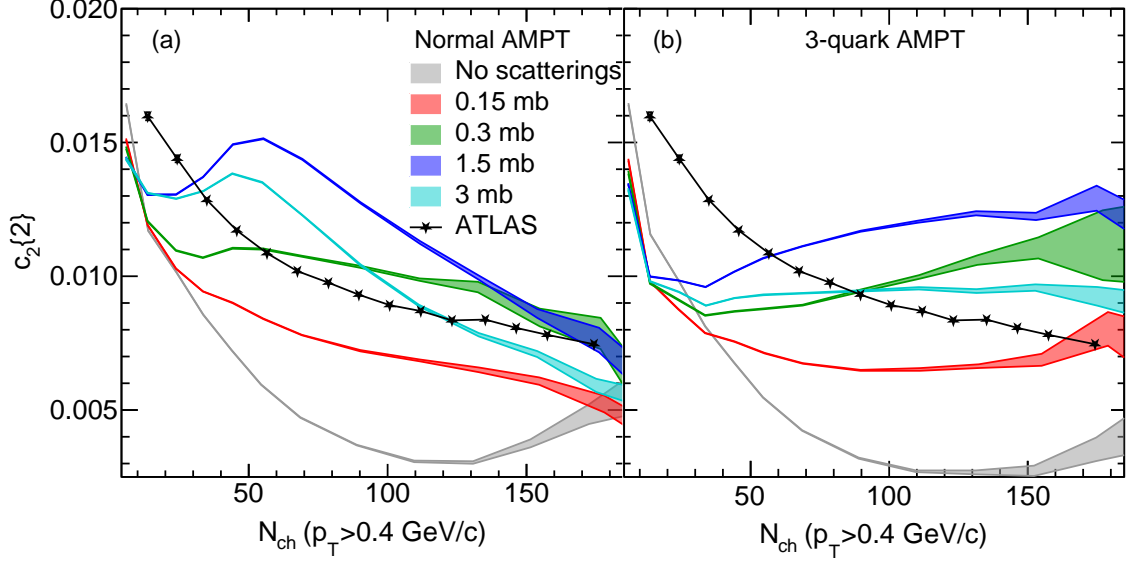 0.020
(a)
Normal AMPT
No scatterings
0.15 mb
0.3 mb
1.5 mb
3 mb
ATLAS
(b)
3-quark AMPT
0.015
0.010
0.005
c2{2}
50
100
150
50
100
150
Nch (pT>0.4 GeV/c)
Nch (pT>0.4 GeV/c)